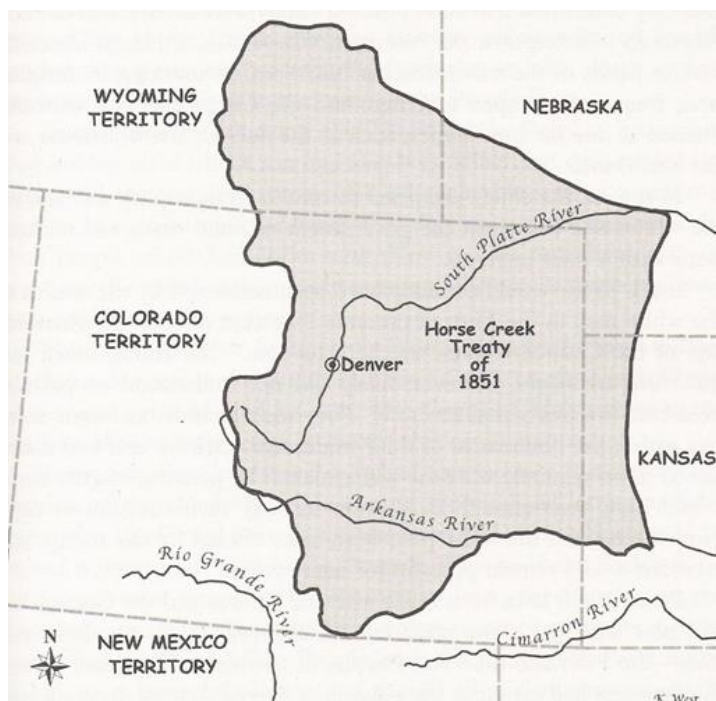 WYOMING
TERRITORY
NEBRASKA
South Platte River
COLORADO
TERRITORY
Horse Creek
Treaty
of
1851
Denver
KANSAS
Arkansas River
Rio Grande River
Cimarron River
N
NEW MEXICO
TERRITORY